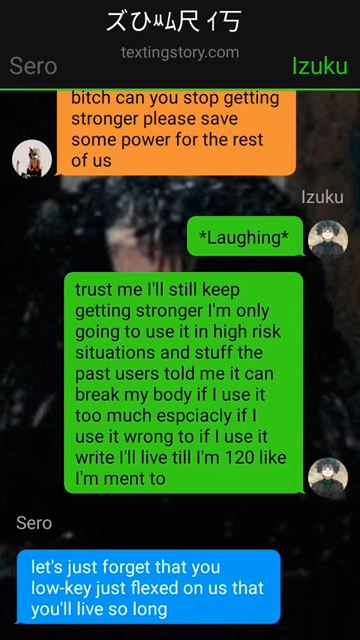 ズひﾶﾑ尺 ｲ丂
textingstory.com
Sero
Izuku
bitch can you stop getting
stronger please save
some power for the rest
of us
Izuku
*Laughing*
trust me I'll still keep
getting stronger I'm only
going to use it in high risk
situations and stuff the
past users told me it can
break my body if I use it
too much espciacly if I
use it wrong to if I use it
write I'll live till I'm 120 like
I'm ment to
Sero
let's just forget that you
low-key just flexed on us that
you'll live so long